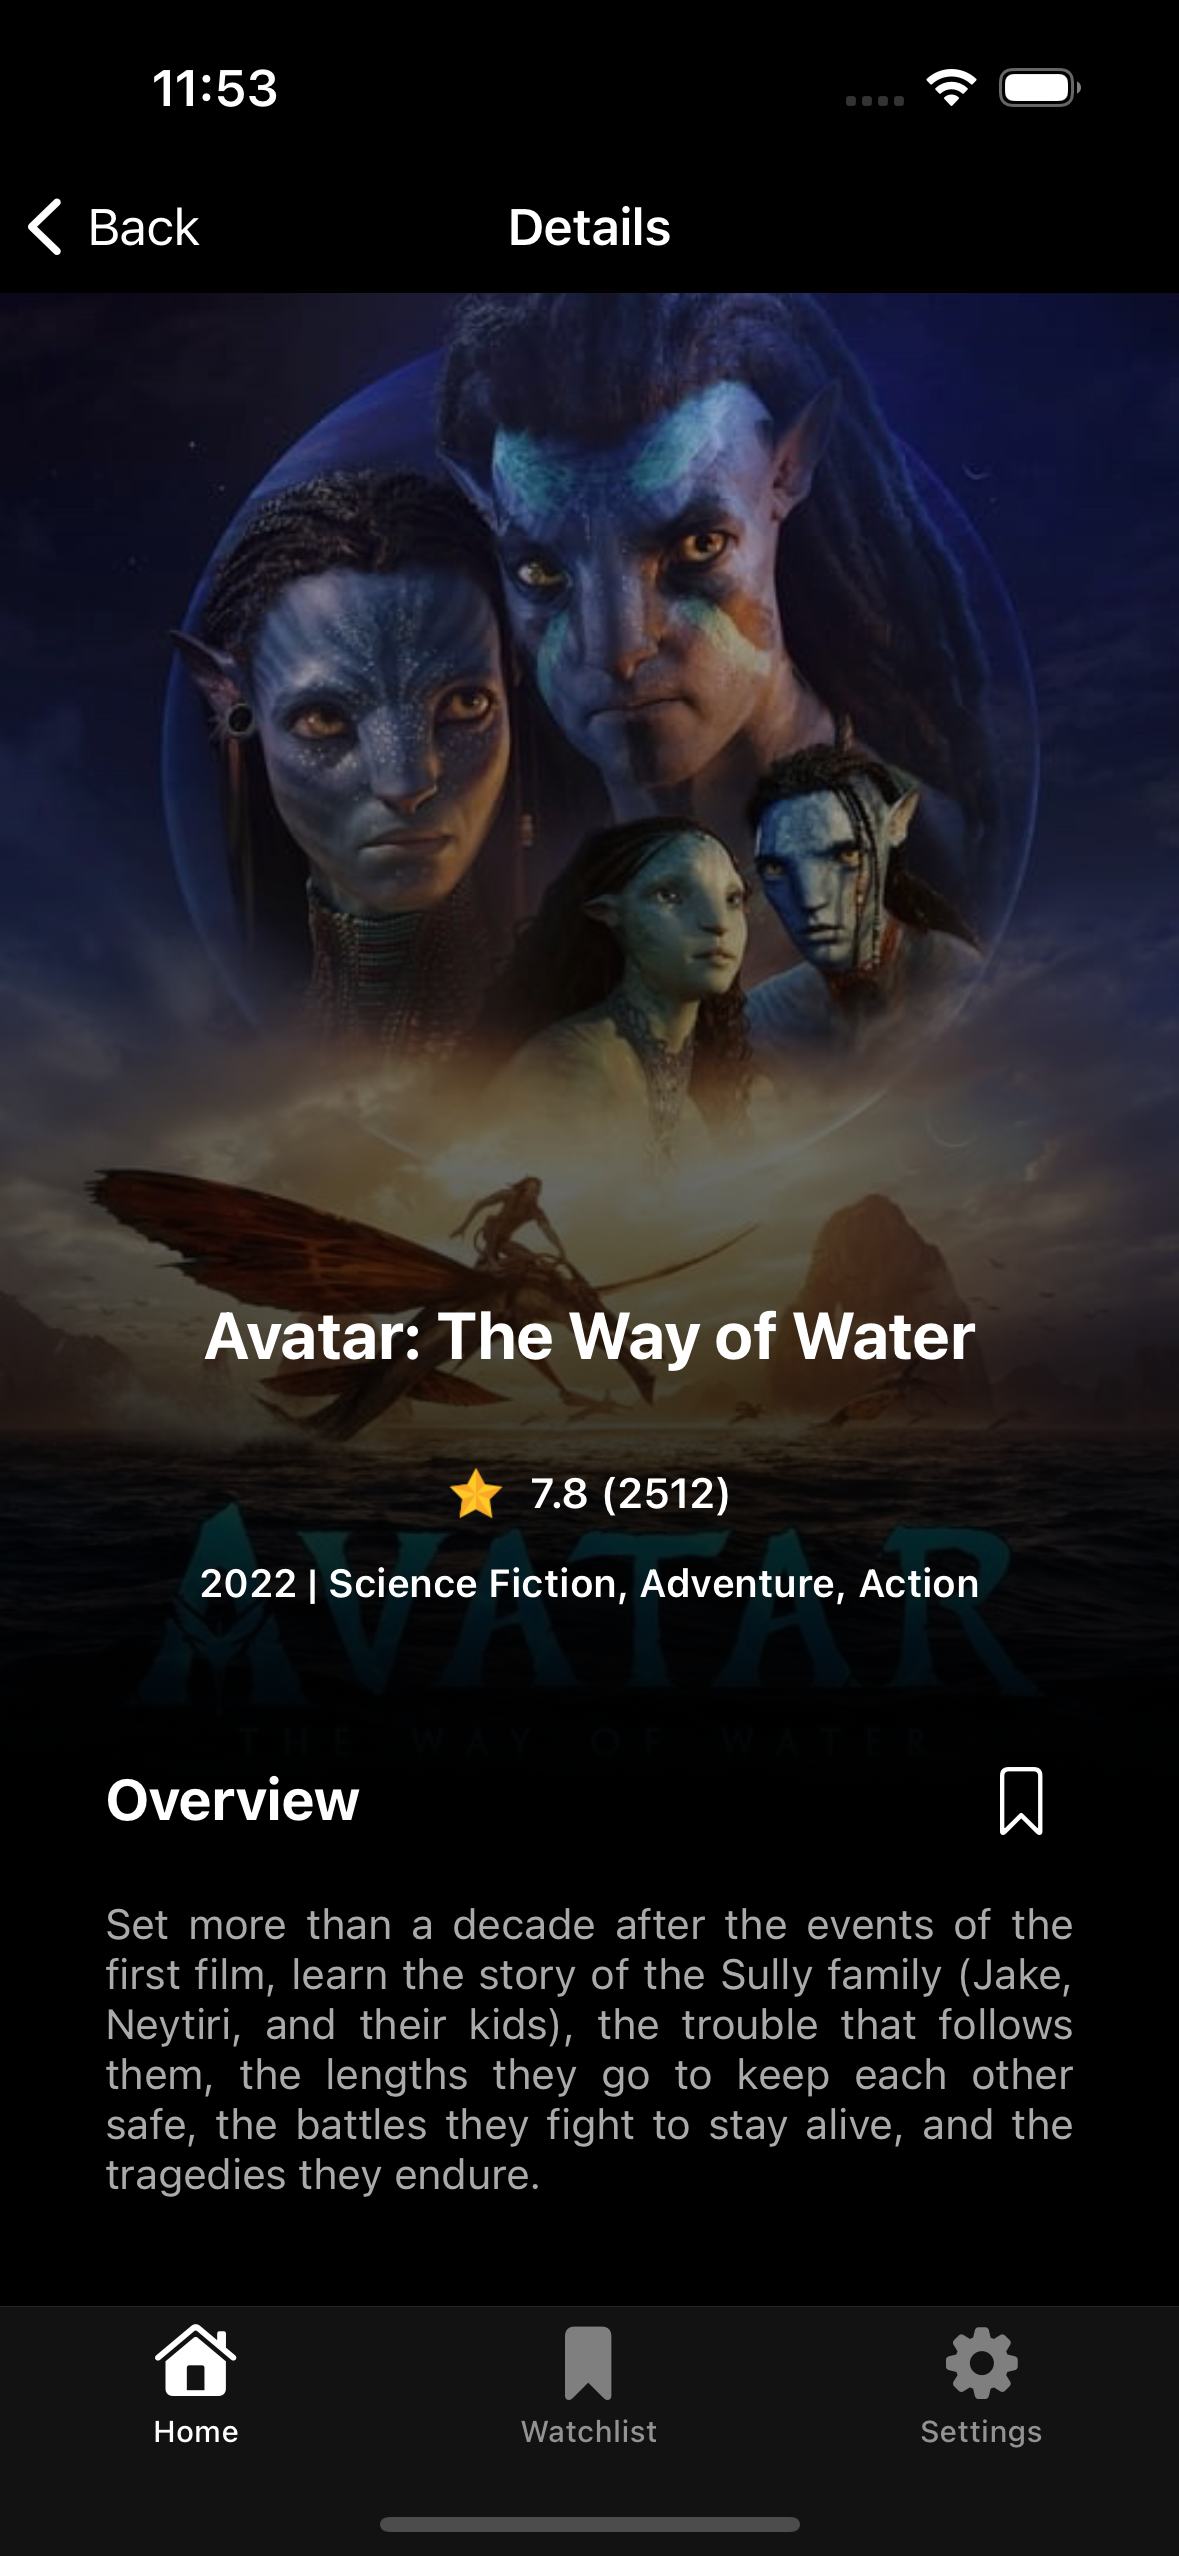 11:53
Back
Details
Avatar: The Way of Water
7.8 (2512)
AVATAR
2022 | Science Fiction, Adventure, Action
THE WAY OF WATER
Overview
Set more than a decade after the events of the
first film, learn the story of the Sully family (Jake,
Neytiri, and their kids), the trouble that follows
them, the lengths they go to keep each other
safe, the battles they fight to stay alive, and the
tragedies they endure.
Home
Watchlist
Settings